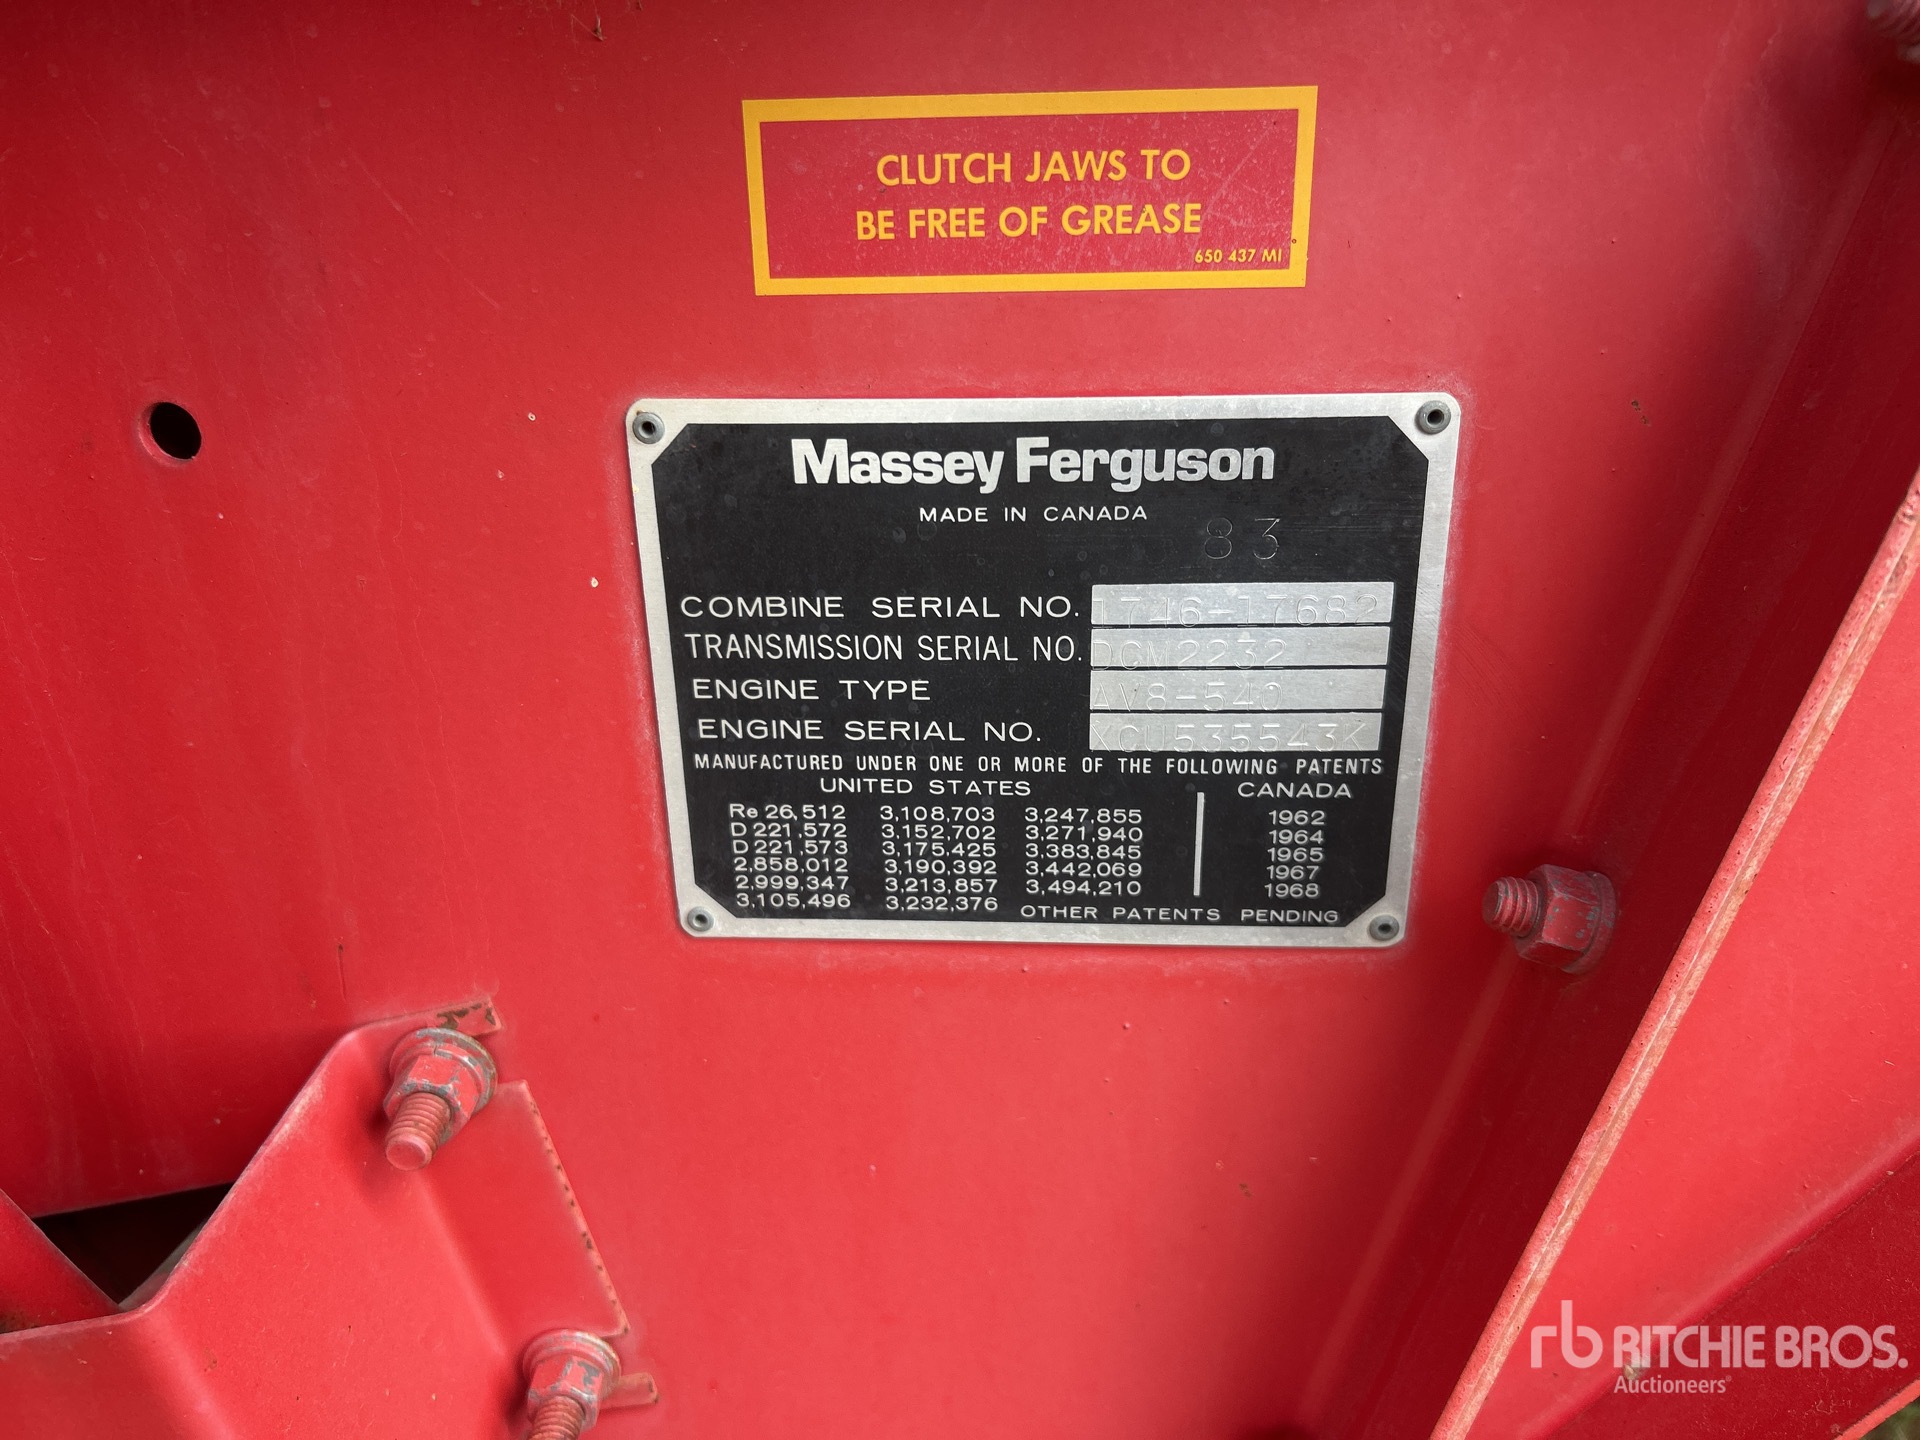 CLUTCH JAWS TO
BE FREE OF GREASE
650 437 MI
Massey Ferguson
MADE IN CANADA
83
COMBINE SERIAL NO. 1746-17682
TRANSMISSION SERIAL NO. DGM2232
ENGINE TYPE AV8-540
ENGINE SERIAL NO. XCU535543K
MANUFACTURED UNDER ONE OR MORE OF THE FOLLOWING PATENTS
UNITED STATES CANADA
Re 26,512 3,108,703 3,247,855 1962
D 221,572 3,152,702 3,271,940 1964
D 221,573 3,175,425 3,383,845 1965
2,858,012 3,190,392 3,442,069 1967
2,999,347 3,213,857 3,494,210 1968
3,105,496 3,232,376 OTHER PATENTS PENDING
rb RITCHIE BROS.
Auctioneers